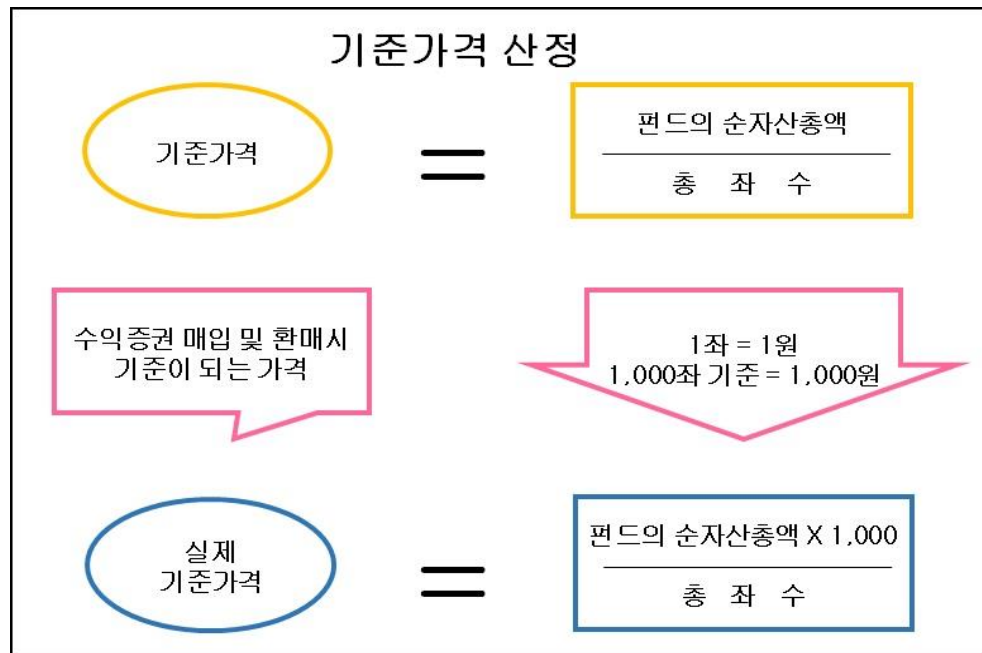 기준가격 산정
기준가격
=
펀드의 순자산총액
총 좌 수
수익증권 매입 및 환매시
기준이 되는 가격
1좌 = 1원
1,000좌 기준 = 1,000원
실제
기준가격
=
펀드의 순자산총액 X 1,000
총 좌 수